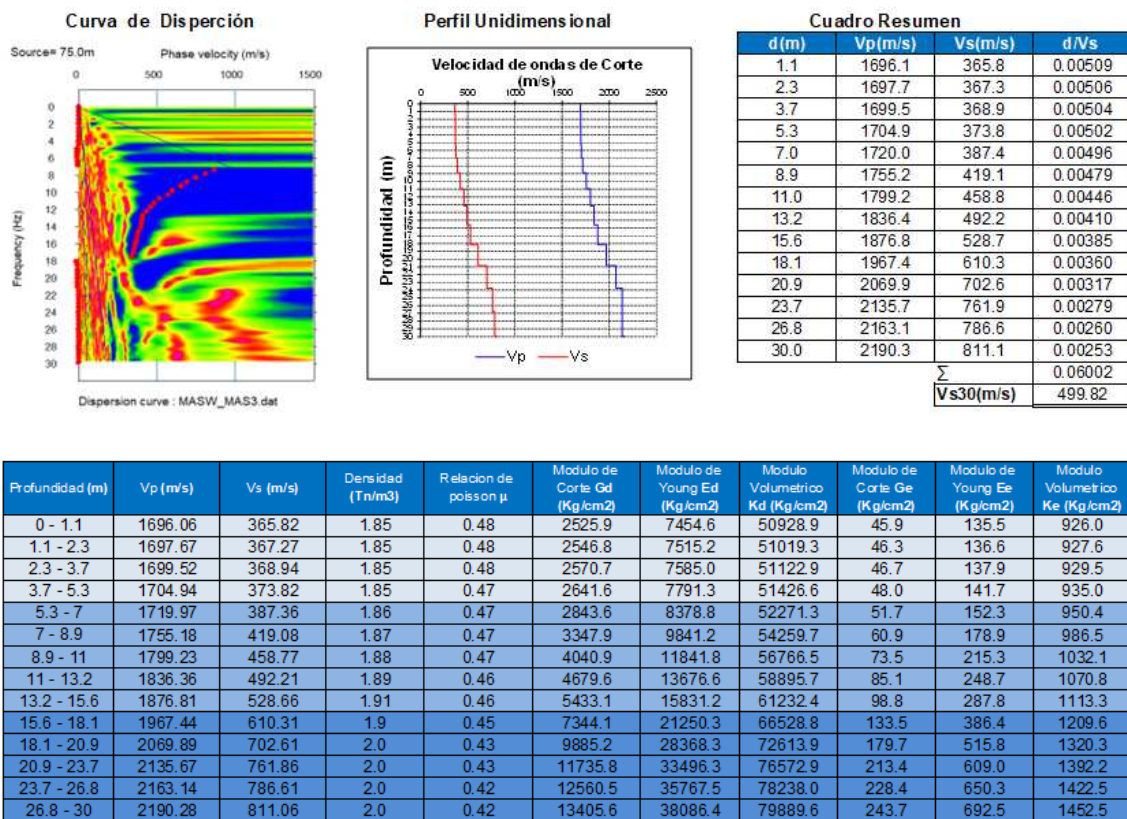 Curva de Disperción
Source= 75.0m
Phase velocity (m/s)
0 500 1000 1500
0
2
4
6
8
10
12
14
16
18
20
22
24
26
28
30
Frequency (Hz)
Dispersion curve : MASW_MAS3.dat
Perfil Unidimensional
Velocidad de ondas de Corte
(m/s)
0 500 1000 1500 2000 2500
Profundidad (m)
Vp Vs
Cuadro Resumen
d(m) Vp(m/s) Vs(m/s) d/Vs
1.1 1696.1 365.8 0.00509
2.3 1697.7 367.3 0.00506
3.7 1699.5 368.9 0.00504
5.3 1704.9 373.8 0.00502
7.0 1720.0 387.4 0.00496
8.9 1755.2 419.1 0.00479
11.0 1799.2 458.8 0.00446
13.2 1836.4 492.2 0.00410
15.6 1876.8 528.7 0.00385
18.1 1967.4 610.3 0.00360
20.9 2069.9 702.6 0.00317
23.7 2135.7 761.9 0.00279
26.8 2163.1 786.6 0.00260
30.0 2190.3 811.1 0.00253
Σ 0.06002
Vs30(m/s) 499.82
Profundidad (m) Vp (m/s) Vs (m/s) Densidad (Tn/m3) Relacion de poisson µ Modulo de Corte Gd (Kg/cm2) Modulo de Young Ed (Kg/cm2) Modulo Volumetrico Kd (Kg/cm2) Modulo de Corte Ge (Kg/cm2) Modulo de Young Ee (Kg/cm2) Modulo Volumetrico Ke (Kg/cm2)
0 - 1.1 1696.06 365.82 1.85 0.48 2525.9 7454.6 50928.9 45.9 135.5 926.0
1.1 - 2.3 1697.67 367.27 1.85 0.48 2546.8 7515.2 51019.3 46.3 136.6 927.6
2.3 - 3.7 1699.52 368.94 1.85 0.48 2570.7 7585.0 51122.9 46.7 137.9 929.5
3.7 - 5.3 1704.94 373.82 1.85 0.47 2641.6 7791.3 51426.6 48.0 141.7 935.0
5.3 - 7 1719.97 387.36 1.86 0.47 2843.6 8378.8 52271.3 51.7 152.3 950.4
7 - 8.9 1755.18 419.08 1.87 0.47 3347.9 9841.2 54259.7 60.9 178.9 986.5
8.9 - 11 1799.23 458.77 1.88 0.47 4040.9 11841.8 56766.5 73.5 215.3 1032.1
11 - 13.2 1836.36 492.21 1.89 0.46 4679.6 13676.6 58895.7 85.1 248.7 1070.8
13.2 - 15.6 1876.81 528.66 1.91 0.46 5433.1 15831.2 61232.4 98.8 287.8 1113.3
15.6 - 18.1 1967.44 610.31 1.9 0.45 7344.1 21250.3 66528.8 133.5 386.4 1209.6
18.1 - 20.9 2069.89 702.61 2.0 0.43 9885.2 28368.3 72613.9 179.7 515.8 1320.3
20.9 - 23.7 2135.67 761.86 2.0 0.43 11735.8 33496.3 76572.9 213.4 609.0 1392.2
23.7 - 26.8 2163.14 786.61 2.0 0.42 12560.5 35767.5 78238.0 228.4 650.3 1422.5
26.8 - 30 2190.28 811.06 2.0 0.42 13405.6 38086.4 79889.6 243.7 692.5 1452.5